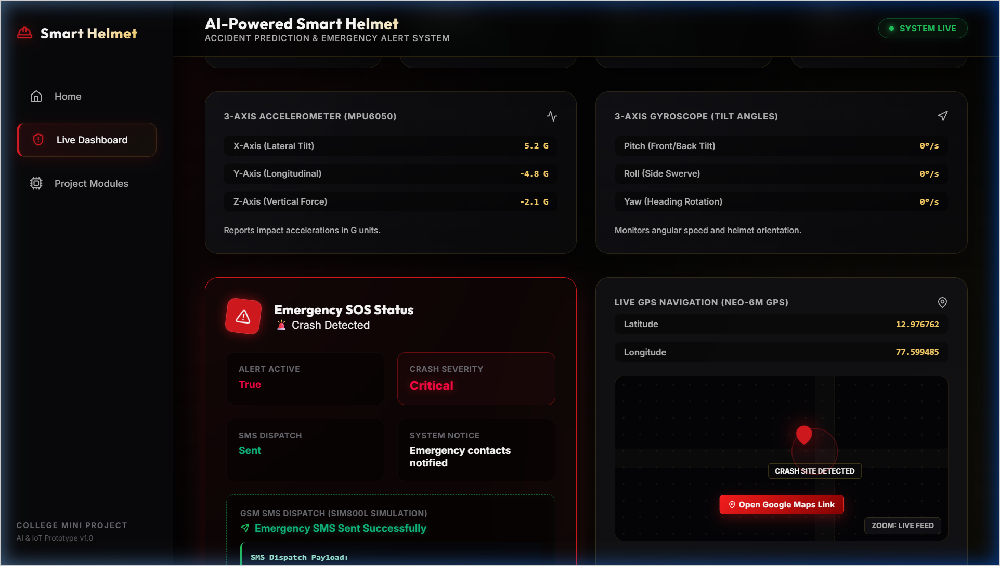 Smart Helmet
Home
Live Dashboard
Project Modules
COLLEGE MINI PROJECT
AI & IoT Prototype v1.0
AI-Powered Smart Helmet
ACCIDENT PREDICTION & EMERGENCY ALERT SYSTEM
SYSTEM LIVE
3-AXIS ACCELEROMETER (MPU6050)
X-Axis (Lateral Tilt) 5.2 G
Y-Axis (Longitudinal) -4.8 G
Z-Axis (Vertical Force) -2.1 G
Reports impact accelerations in G units.
3-AXIS GYROSCOPE (TILT ANGLES)
Pitch (Front/Back Tilt) 0°/s
Roll (Side Swerve) 0°/s
Yaw (Heading Rotation) 0°/s
Monitors angular speed and helmet orientation.
Emergency SOS Status
🚨 Crash Detected
ALERT ACTIVE
True
CRASH SEVERITY
Critical
SMS DISPATCH
Sent
SYSTEM NOTICE
Emergency contacts
notified
GSM SMS DISPATCH (SIM800L SIMULATION)
Emergency SMS Sent Successfully
SMS Dispatch Payload:
LIVE GPS NAVIGATION (NEO-6M GPS)
Latitude 12.976762
Longitude 77.599485
CRASH SITE DETECTED
Open Google Maps Link
ZOOM: LIVE FEED